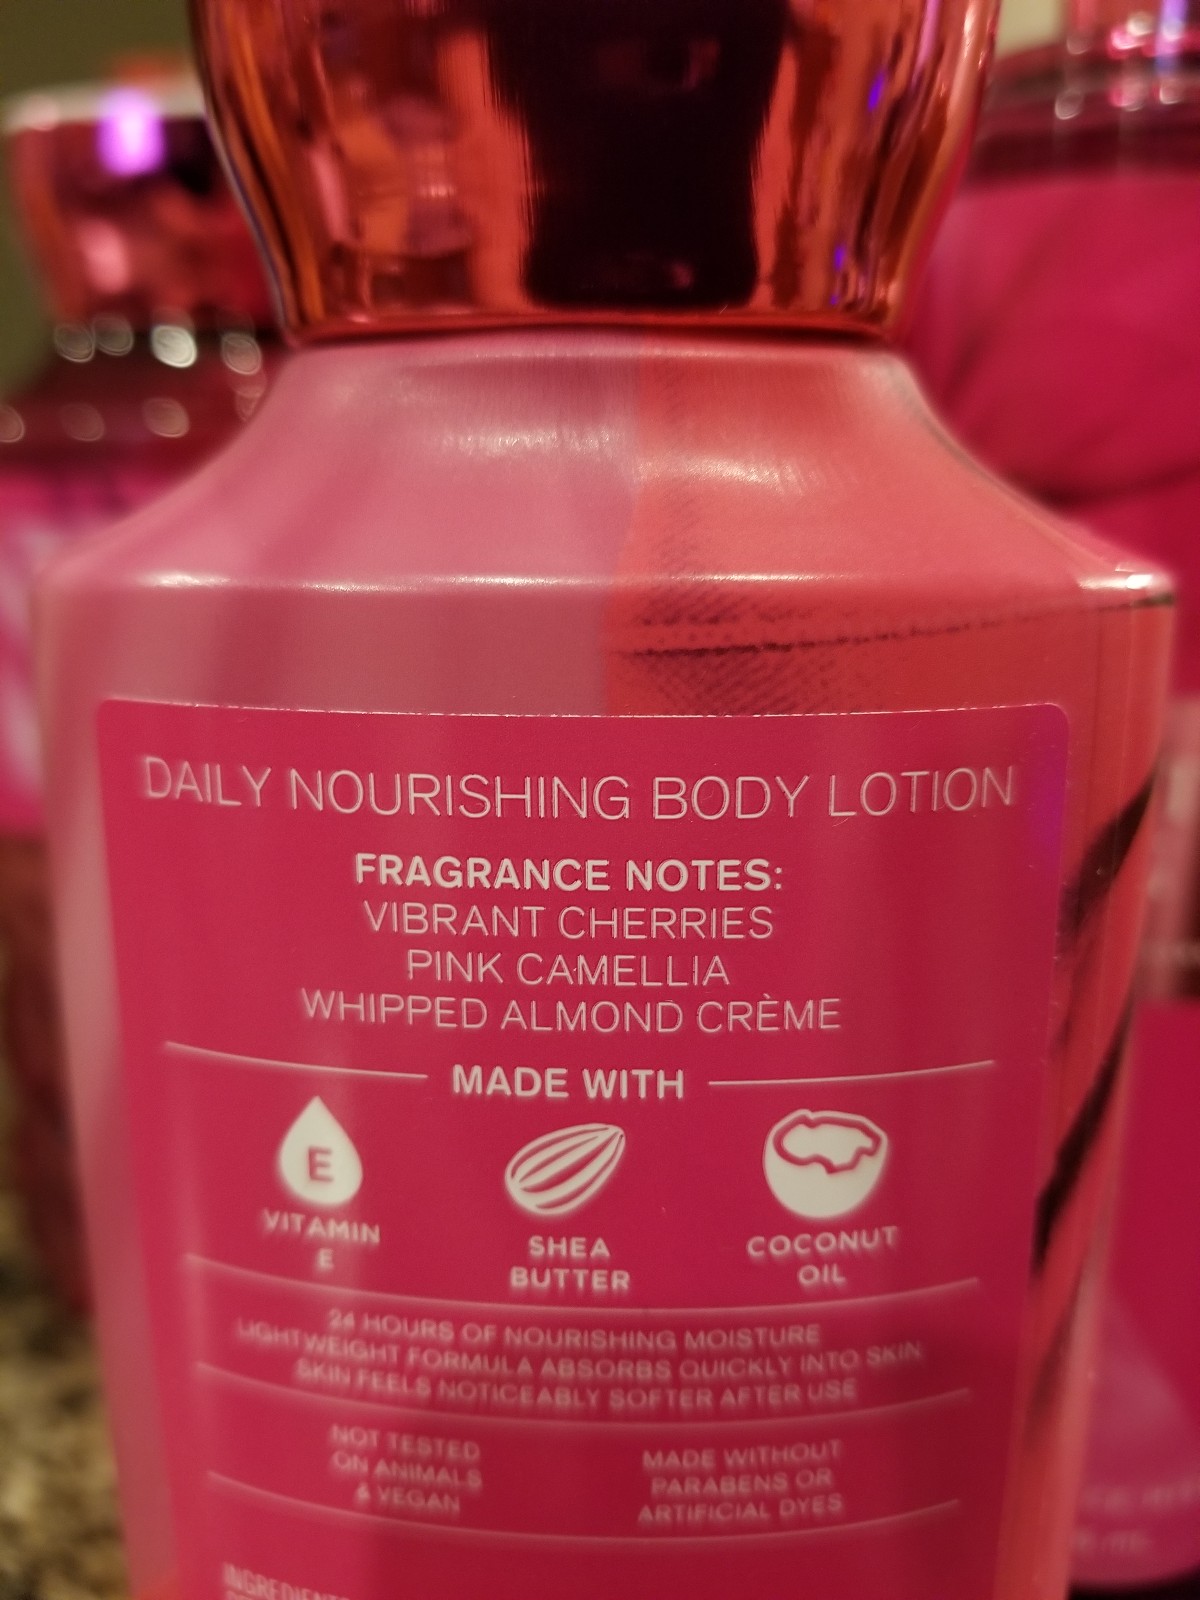 DAILY NOURISHING BODY LOTION
FRAGRANCE NOTES:
VIBRANT CHERRIES
PINK CAMELLIA
WHIPPED ALMOND CRÈME
MADE WITH
E
VITAMIN
E
SHEA
BUTTER
COCONUT
OIL
24 HOURS OF NOURISHING MOISTURE
LIGHTWEIGHT FORMULA ABSORBS QUICKLY INTO SKIN
SKIN FEELS NOTICEABLY SOFTER AFTER USE
NOT TESTED
ON ANIMALS
& VEGAN
MADE WITHOUT
PARABENS OR
ARTIFICIAL DYES